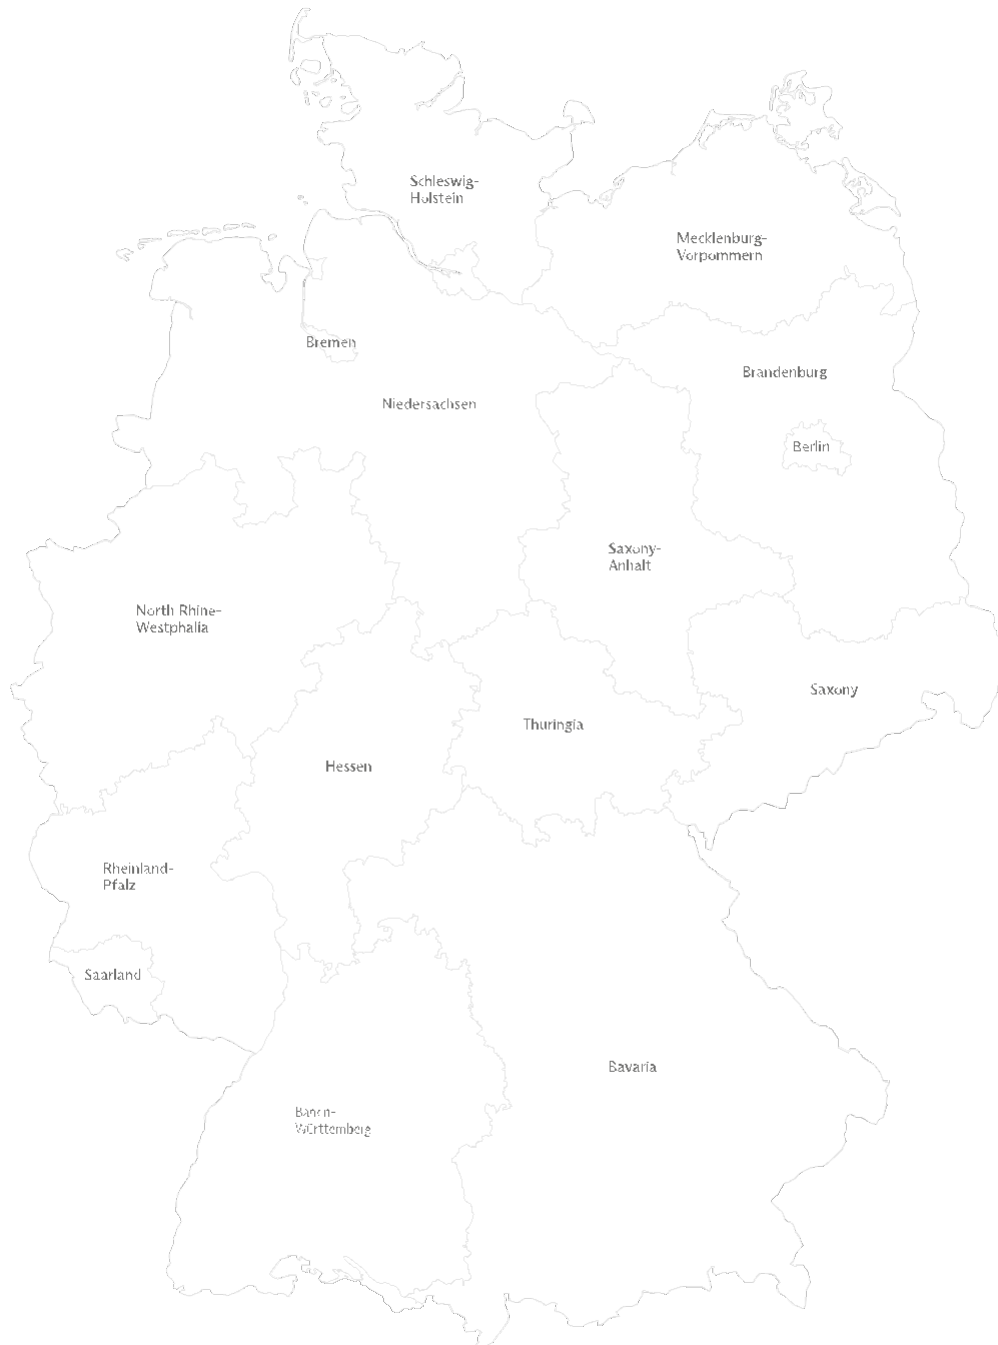 Schleswig-
Holstein
Mecklenburg-
Vorpommern
Bremen
Brandenburg
Niedersachsen
Berlin
Saxony-
Anhalt
North Rhine-
Westphalia
Saxony
Thuringia
Hessen
Rheinland-
Pfalz
Saarland
Bavaria
Baden-
Württemberg